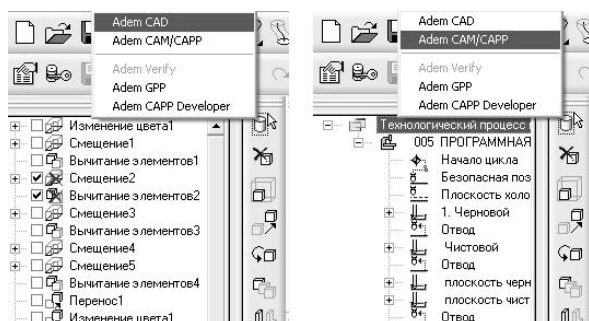 Adem CAD
Adem CAM/CAPP
Adem Verify
Adem GPP
Adem CAPP Developer
Изменение цвета1
Смещение1
Вычитание элементов1
Смещение2
Вычитание элементов2
Смещение3
Вычитание элементов3
Смещение4
Смещение5
Вычитание элементов4
Перенос1
Изменение цвета1
Adem CAD
Adem CAM/CAPP
Adem Verify
Adem GPP
Adem CAPP Developer
Технологический процесс
005 ПРОГРАММНАЯ
Начало цикла
Безопасная поз
Плоскость холо
1. Черновой
Отвод
Чистовой
Отвод
плоскость черн
плоскость чист
Отвод